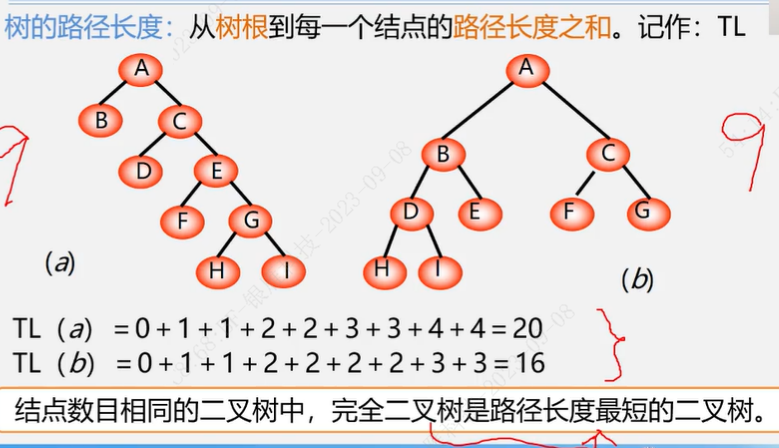 树的路径长度：从树根到每一个结点的路径长度之和。记作：TL
A
B C
D E
F G
H I
(a)
A
B C
D E F G
H I
(b)
9
9
TL（a）=0+1+1+2+2+3+3+4+4=20
TL（b）=0+1+1+2+2+2+2+3+3=16
结点数目相同的二叉树中，完全二叉树是路径长度最短的二叉树。